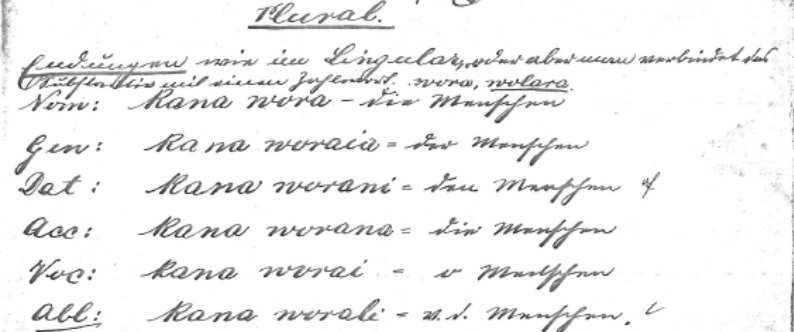 Plural.
Endungen wie im Singular, oder aber man verbindet das
Substantiv mit einem Zahlwort. wora, wolara.
Nom: Kana wora - die Menschen
Gen: Kana woraia = der Menschen
Dat: Kana worani = den Menschen
Acc: Kana worana = die Menschen
Voc: Kana worai - o Menschen
Abl: Kana worali - v. d. Menschen.